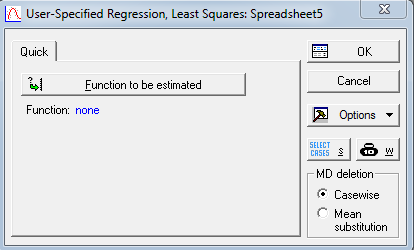 User-Specified Regression, Least Squares: Spreadsheet5
Quick
Function to be estimated
Function: none
OK
Cancel
Options
SELECT
CASES
S
W
MD deletion
Casewise
Mean
substitution